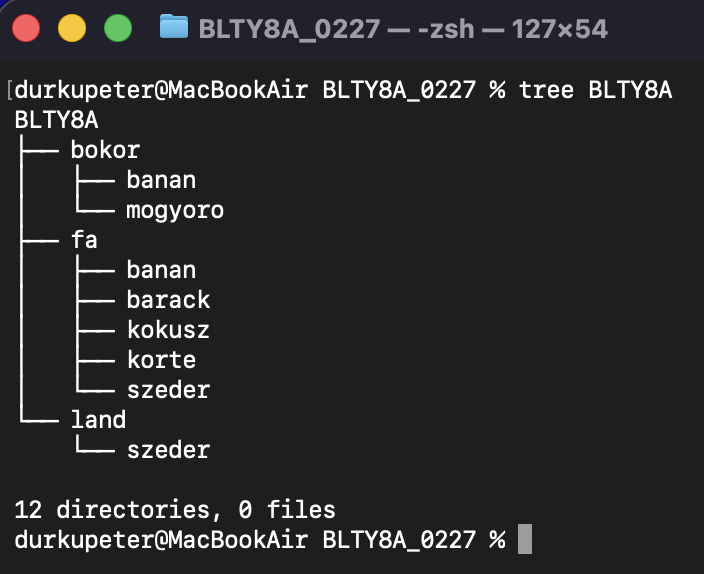 BLTY8A_0227 — -zsh — 127×54
[durkupeter@MacBookAir BLTY8A_0227 % tree BLTY8A
BLTY8A
├── bokor
│   ├── banan
│   └── mogyoro
├── fa
│   ├── banan
│   ├── barack
│   ├── kokusz
│   ├── korte
│   └── szeder
└── land
    └── szeder
12 directories, 0 files
durkupeter@MacBookAir BLTY8A_0227 %